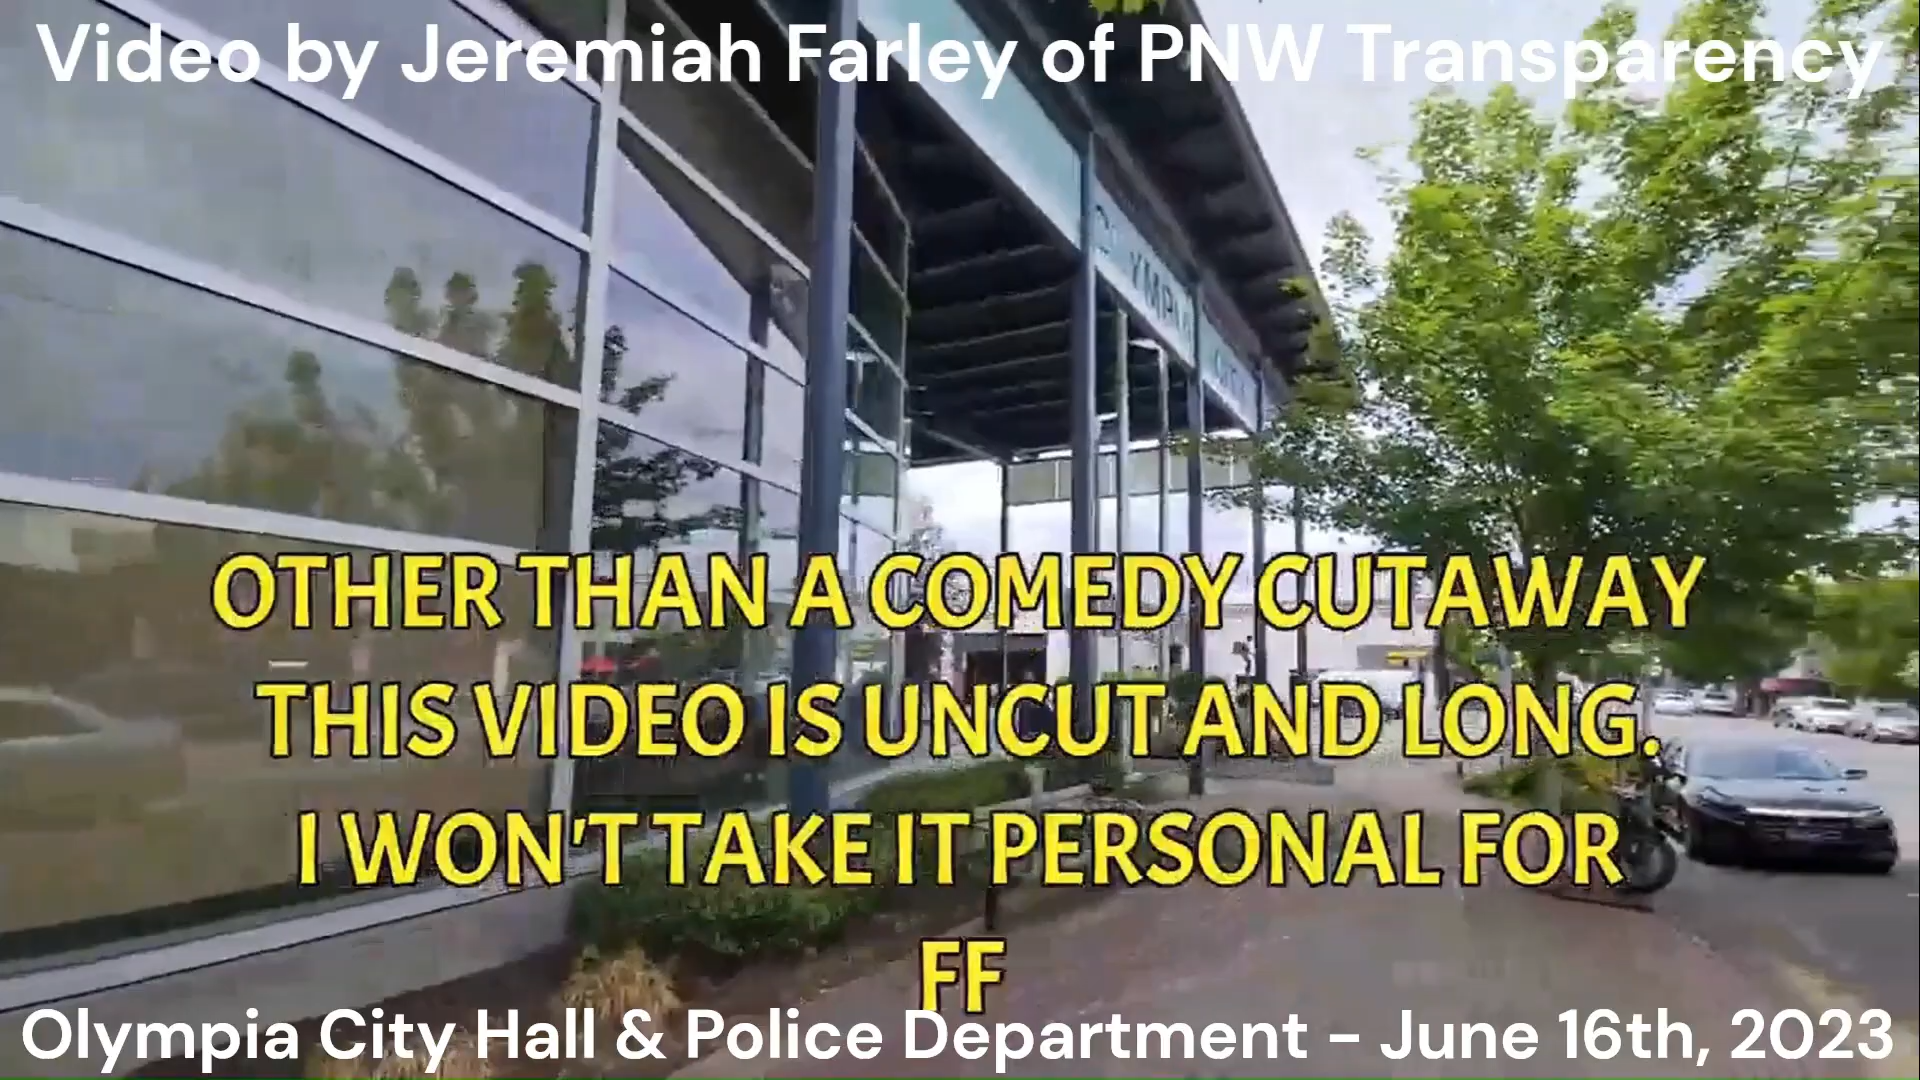 Video by Jeremiah Farley of PNW Transparency
OLYMPIA
OTHER THAN A COMEDY CUTAWAY
THIS VIDEO IS UNCUT AND LONG.
I WON'T TAKE IT PERSONAL FOR
FF
Olympia City Hall & Police Department - June 16th, 2023